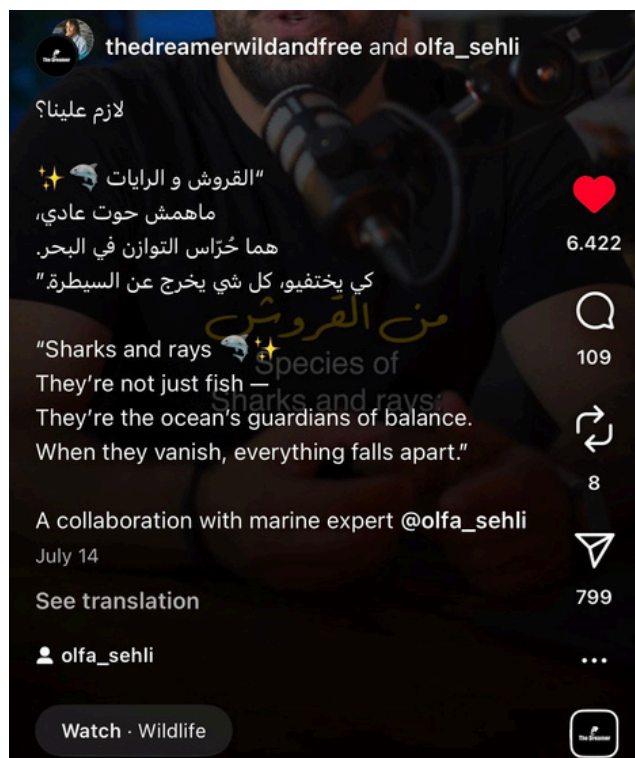 thedreamerwildandfree and olfa_sehli
لازم علينا؟
“القروش و الرايات 🐬✨
ماهمش حوت عادي،
هما حُرّاس التوازن في البحر.
كي يختفيو، كل شي يخرج عن السيطرة.”
من القروش
“Sharks and rays 🐬✨
Species of
They’re not just fish —
Sharks and rays:
They’re the ocean’s guardians of balance.
When they vanish, everything falls apart.”
A collaboration with marine expert @olfa_sehli
July 14
See translation
olfa_sehli
Watch · Wildlife
6.422
109
8
799
The Dreamer
The Dreamer